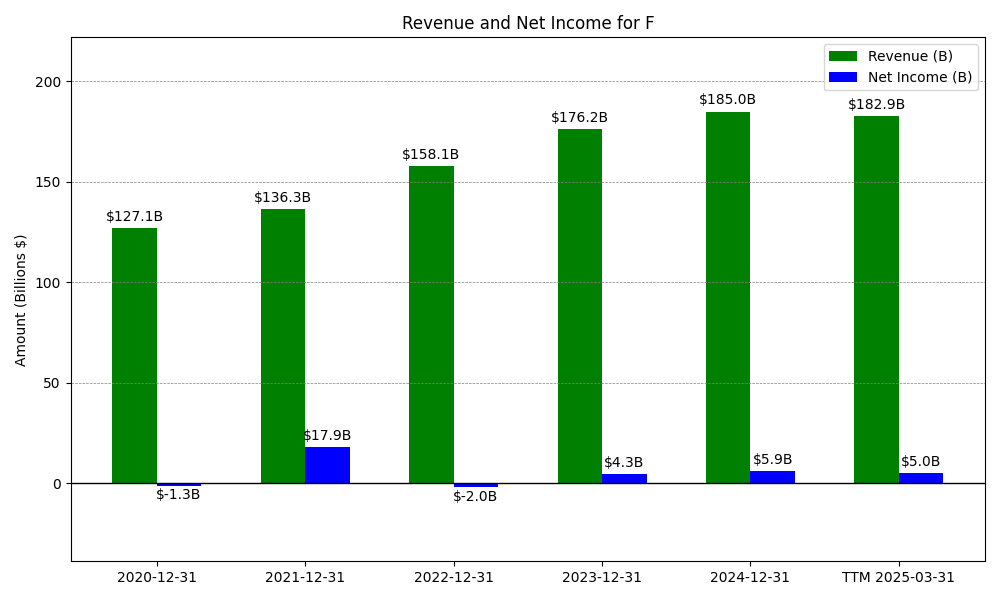 Revenue and Net Income for F
Revenue (B)
Net Income (B)
Amount (Billions $)
200
150
100
50
0
$127.1B
$136.3B
$158.1B
$176.2B
$185.0B
$182.9B
$-1.3B
$17.9B
$-2.0B
$4.3B
$5.9B
$5.0B
2020-12-31
2021-12-31
2022-12-31
2023-12-31
2024-12-31
TTM 2025-03-31